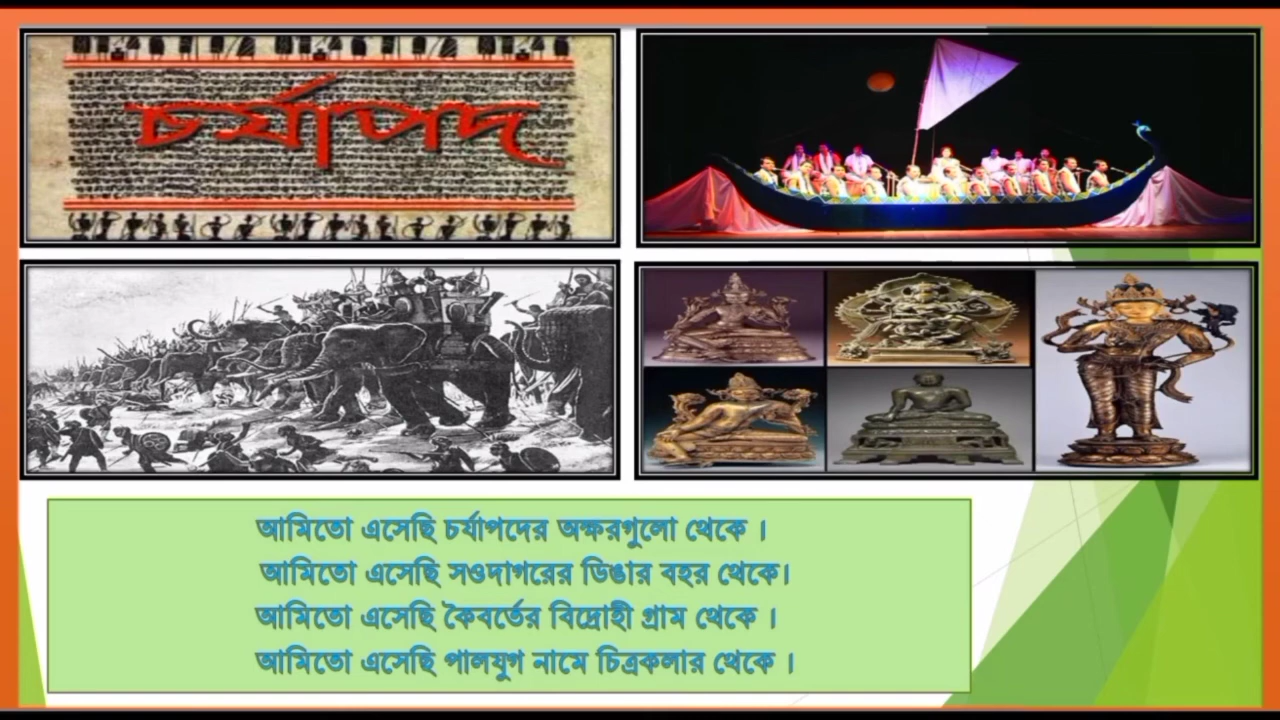 চর্যাপদ
আমিতো এসেছি চর্যাপদের অক্ষরগুলো থেকে ।
আমিতো এসেছি সওদাগরের ডিঙার বহর থেকে।
আমিতো এসেছি কৈবর্তের বিদ্রোহী গ্রাম থেকে ।
আমিতো এসেছি পালযুগ নামে চিত্রকলার থেকে ।